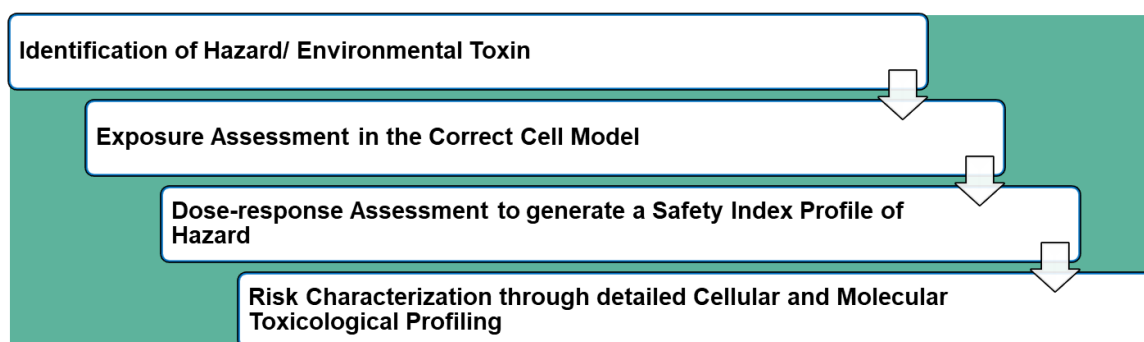 Identification of Hazard/ Environmental Toxin
Exposure Assessment in the Correct Cell Model
Dose-response Assessment to generate a Safety Index Profile of
Hazard
Risk Characterization through detailed Cellular and Molecular
Toxicological Profiling